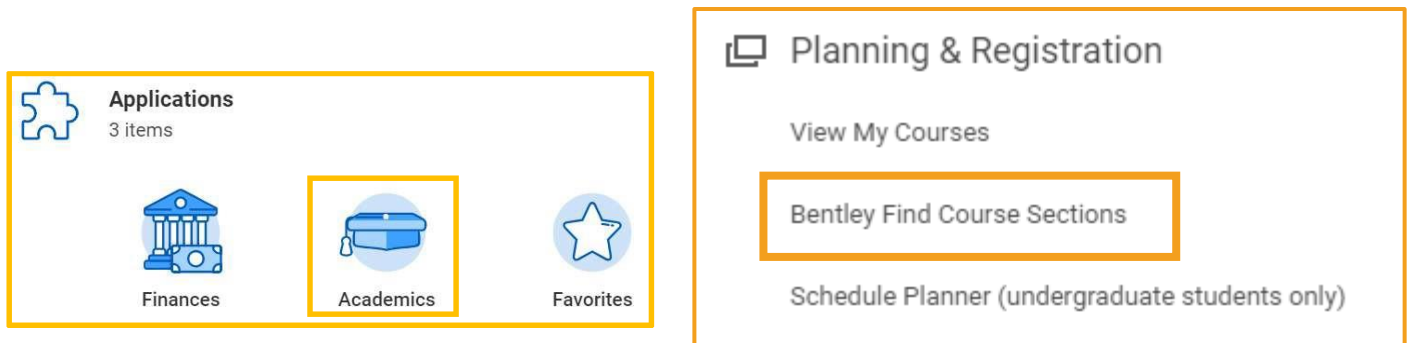 Applications
3 items
Finances
Academics
Favorites
Planning & Registration
View My Courses
Bentley Find Course Sections
Schedule Planner (undergraduate students only)